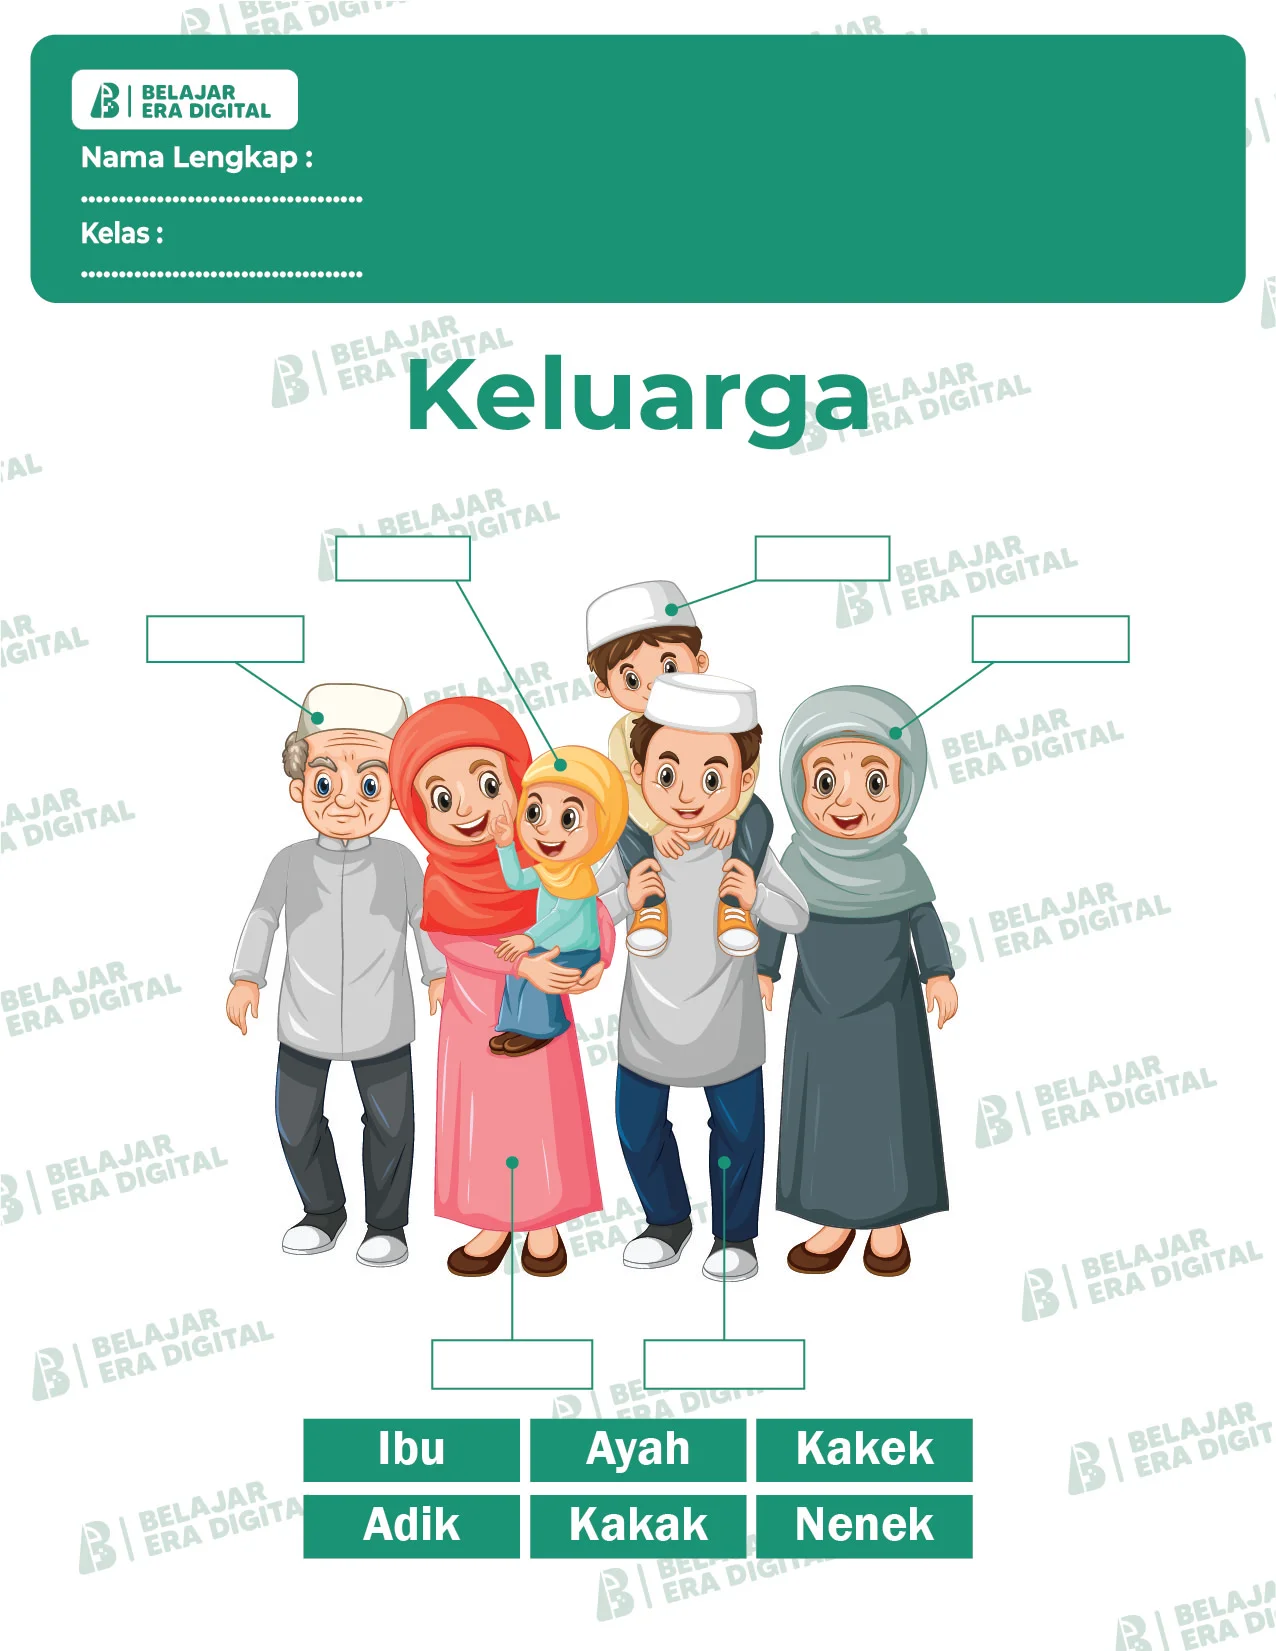 BELAJAR
ERA DIGITAL
Nama Lengkap :
.....................................
Kelas :
.....................................
Keluarga
Ibu
Ayah
Kakek
Adik
Kakak
Nenek